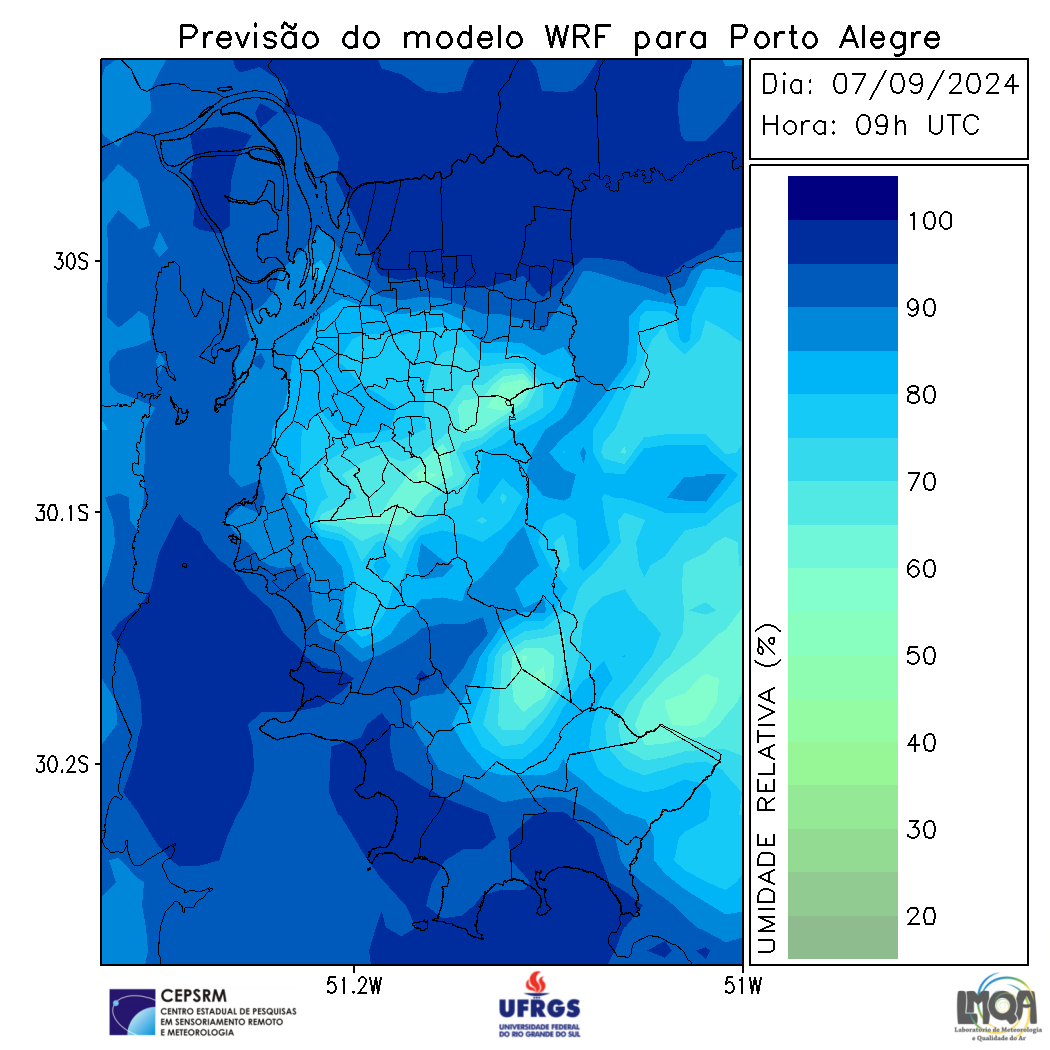 Previsão do modelo WRF para Porto Alegre
Dia: 07/09/2024
Hora: 09h UTC
100
90
80
70
60
50
40
30
20
UMIDADE RELATIVA (%)
30S
30.1S
30.2S
51.2W
51W
CEPSRM
CENTRO ESTADUAL DE PESQUISAS
EM SENSORIAMENTO REMOTO
E METEOROLOGIA
UFRGS
UNIVERSIDADE FEDERAL
DO RIO GRANDE DO SUL
LMQA
Laboratório de Meteorologia
e Qualidade do Ar